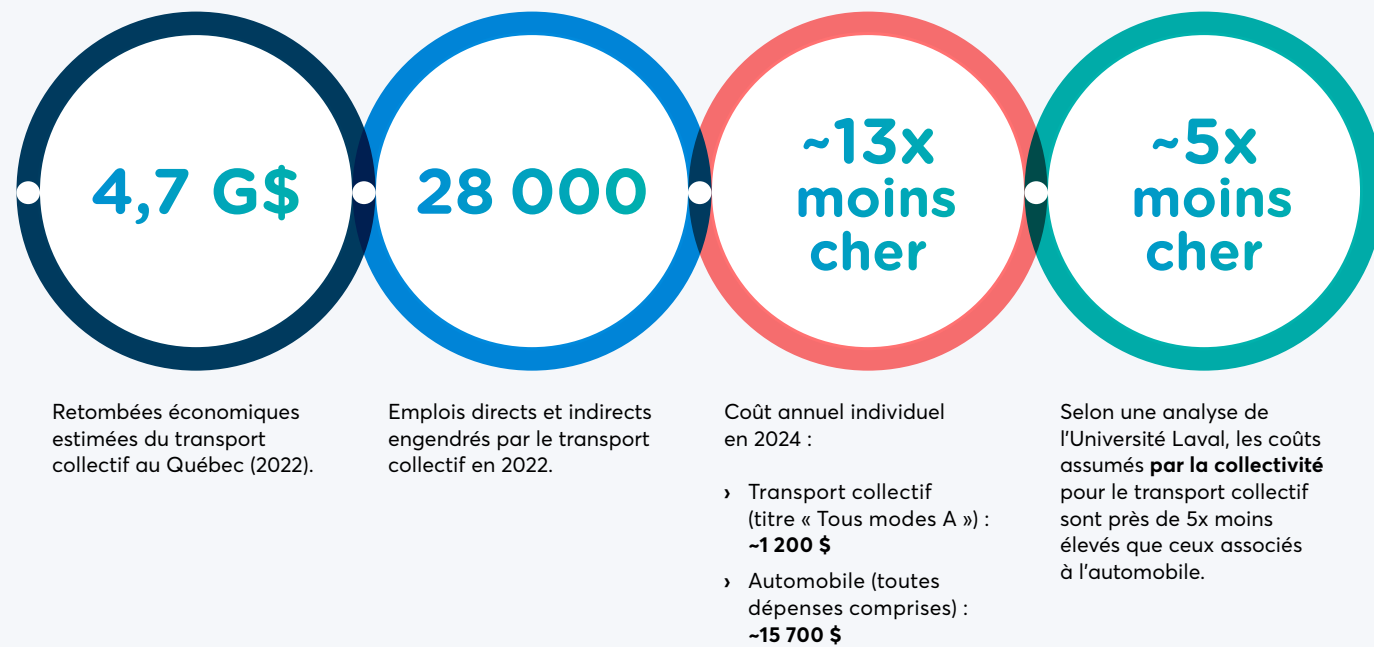 4,7 G$
Retombées économiques
estimées du transport
collectif au Québec (2022).
28 000
Emplois directs et indirects
engendrés par le transport
collectif en 2022.
~13x
moins
cher
Coût annuel individuel
en 2024 :
› Transport collectif
(titre « Tous modes A ») :
~1 200 $
› Automobile (toutes
dépenses comprises) :
~15 700 $
~5x
moins
cher
Selon une analyse de
l’Université Laval, les coûts
assumés par la collectivité
pour le transport collectif
sont près de 5x moins
élevés que ceux associés
à l’automobile.